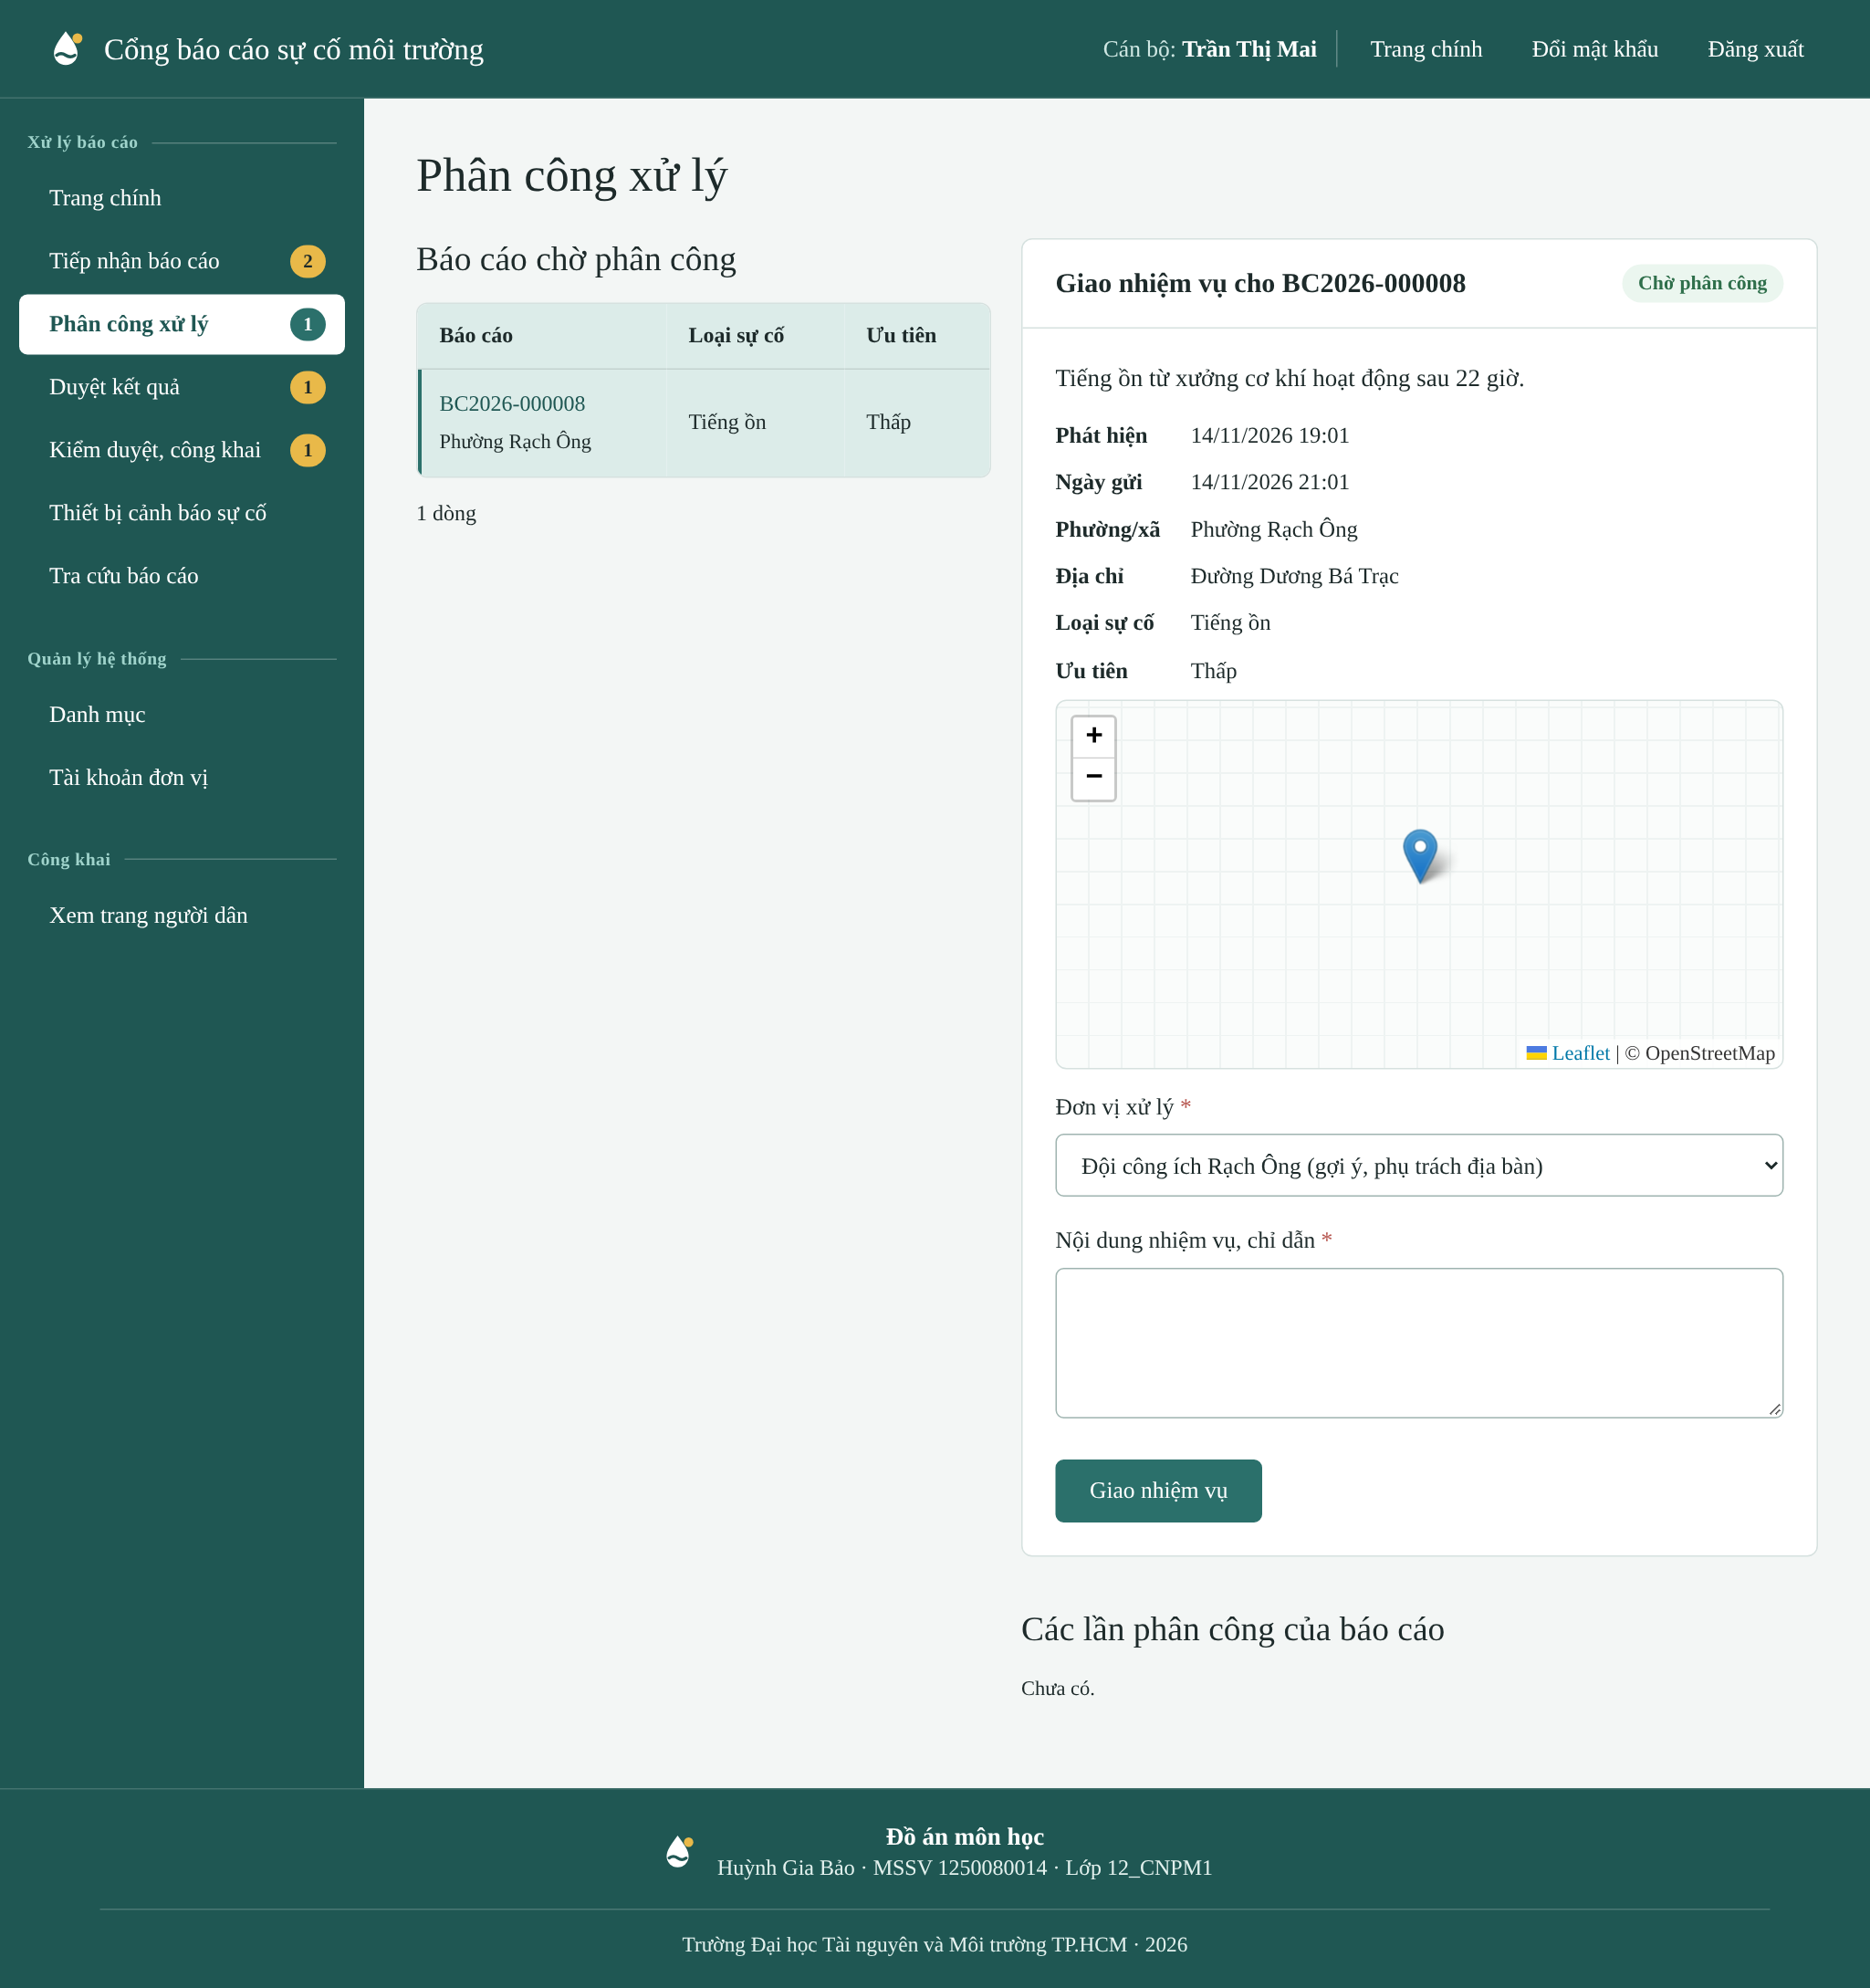 Cổng báo cáo sự cố môi trường
Cán bộ: Trần Thị Mai
Trang chính
Đổi mật khẩu
Đăng xuất
Xử lý báo cáo
Trang chính
Tiếp nhận báo cáo 2
Phân công xử lý 1
Duyệt kết quả 1
Kiểm duyệt, công khai 1
Thiết bị cảnh báo sự cố
Tra cứu báo cáo
Quản lý hệ thống
Danh mục
Tài khoản đơn vị
Công khai
Xem trang người dân
Phân công xử lý
Báo cáo chờ phân công
Báo cáo Loại sự cố Ưu tiên
BC2026-000008
Phường Rạch Ông
Tiếng ồn
Thấp
1 dòng
Giao nhiệm vụ cho BC2026-000008
Chờ phân công
Tiếng ồn từ xưởng cơ khí hoạt động sau 22 giờ.
Phát hiện 14/11/2026 19:01
Ngày gửi 14/11/2026 21:01
Phường/xã Phường Rạch Ông
Địa chỉ Đường Dương Bá Trạc
Loại sự cố Tiếng ồn
Ưu tiên Thấp
+
−
Leaflet | © OpenStreetMap
Đơn vị xử lý *
Đội công ích Rạch Ông (gợi ý, phụ trách địa bàn)
Nội dung nhiệm vụ, chỉ dẫn *
Giao nhiệm vụ
Các lần phân công của báo cáo
Chưa có.
Đồ án môn học
Huỳnh Gia Bảo · MSSV 1250080014 · Lớp 12_CNPM1
Trường Đại học Tài nguyên và Môi trường TP.HCM · 2026